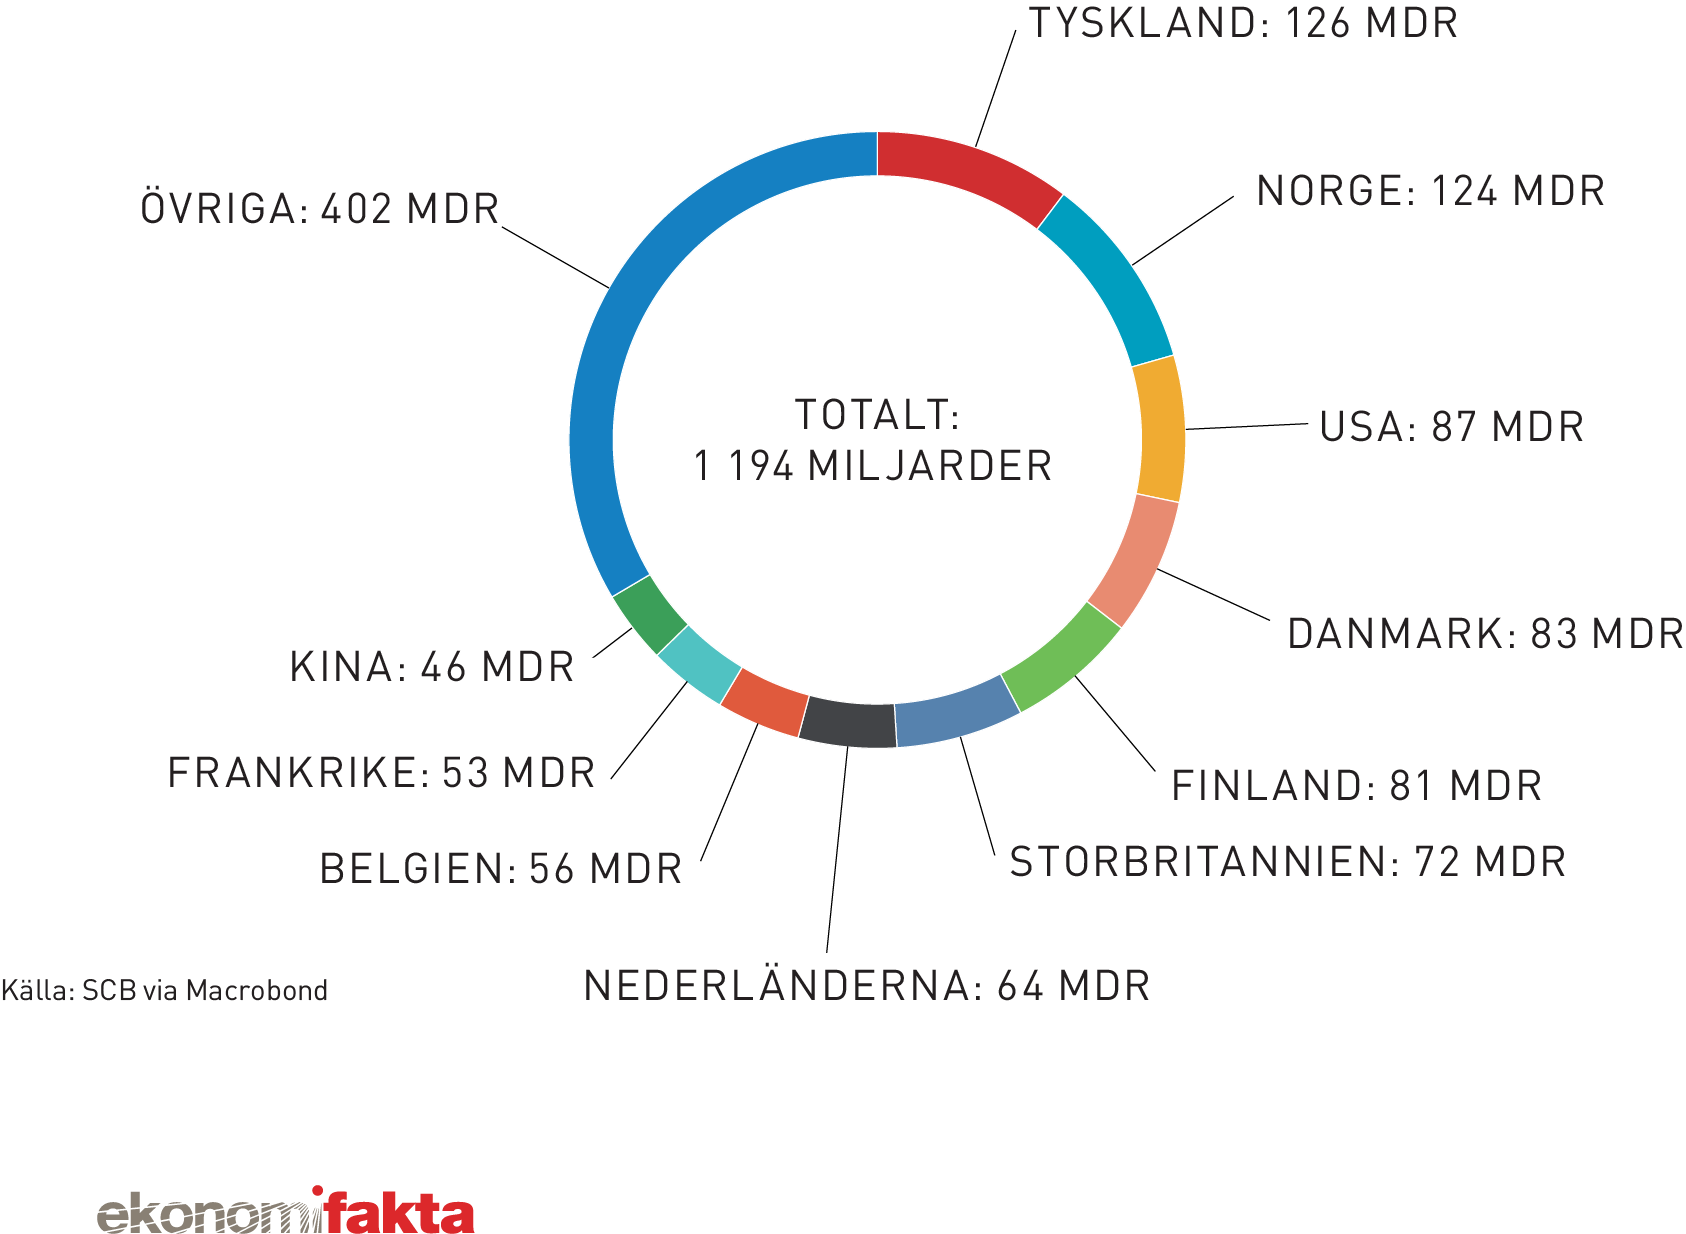 TYSKLAND: 126 MDR
NORGE: 124 MDR
ÖVRIGA: 402 MDR
TOTALT:
1 194 MILJARDER
USA: 87 MDR
DANMARK: 83 MDR
KINA: 46 MDR
FRANKRIKE: 53 MDR
FINLAND: 81 MDR
BELGIEN: 56 MDR
STORBRITANNIEN: 72 MDR
NEDERLÄNDERNA: 64 MDR
Källa: SCB via Macrobond
ekonomifakta